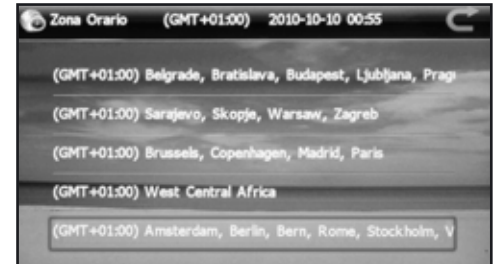 Zona Orario (GMT+01:00) 2010-10-10 00:55
(GMT+01:00) Belgrade, Bratislava, Budapest, Ljubljana, Pragu
(GMT+01:00) Sarajevo, Skopje, Warsaw, Zagreb
(GMT+01:00) Brussels, Copenhagen, Madrid, Paris
(GMT+01:00) West Central Africa
(GMT+01:00) Amsterdam, Berlin, Bern, Rome, Stockholm, V